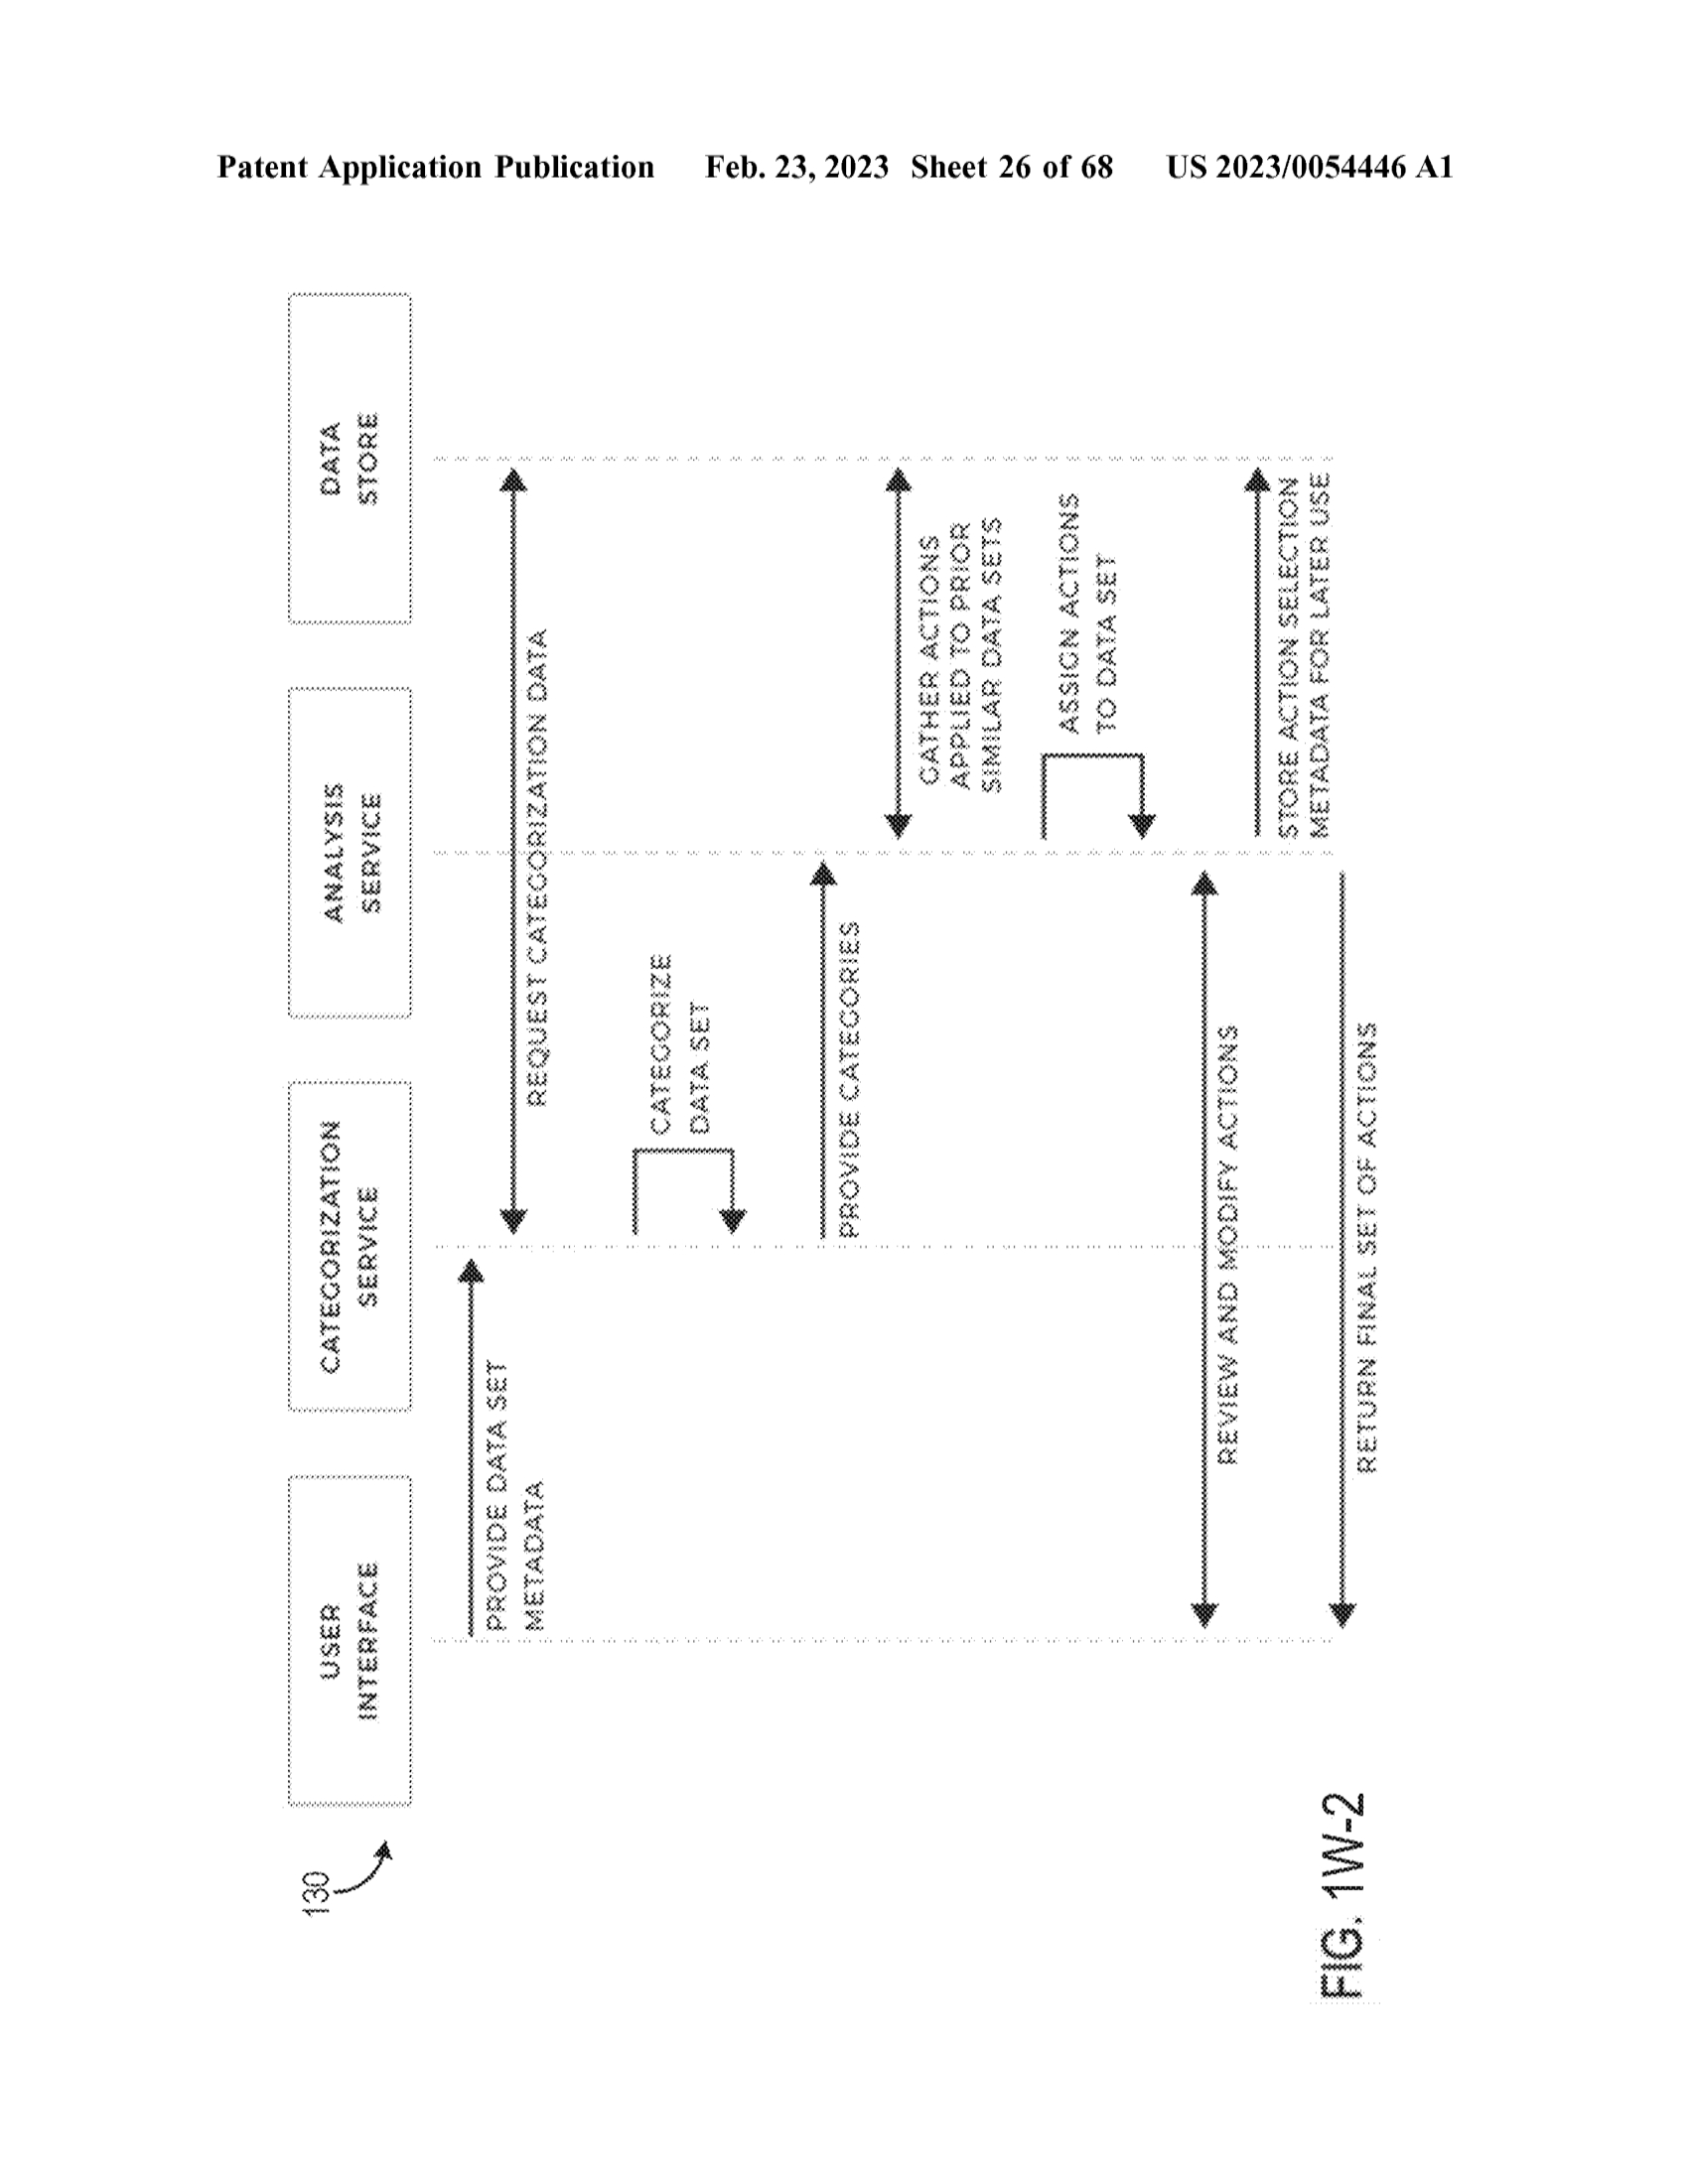 Patent Application Publication Feb. 23, 2023 Sheet 26 of 68 US 2023/0054446 A1
130
USER
INTERFACE
CATEGORIZATION
SERVICE
ANALYSIS
SERVICE
DATA
STORE
PROVIDE DATA SET
METADATA
REQUEST CATEGORIZATION DATA
CATEGORIZE
DATA SET
PROVIDE CATEGORIES
GATHER ACTIONS
APPLIED TO PRIOR
SIMILAR DATA SETS
ASSIGN ACTIONS
TO DATA SET
REVIEW AND MODIFY ACTIONS
STORE ACTION SELECTION
METADATA FOR LATER USE
RETURN FINAL SET OF ACTIONS
FIG. 1W-2